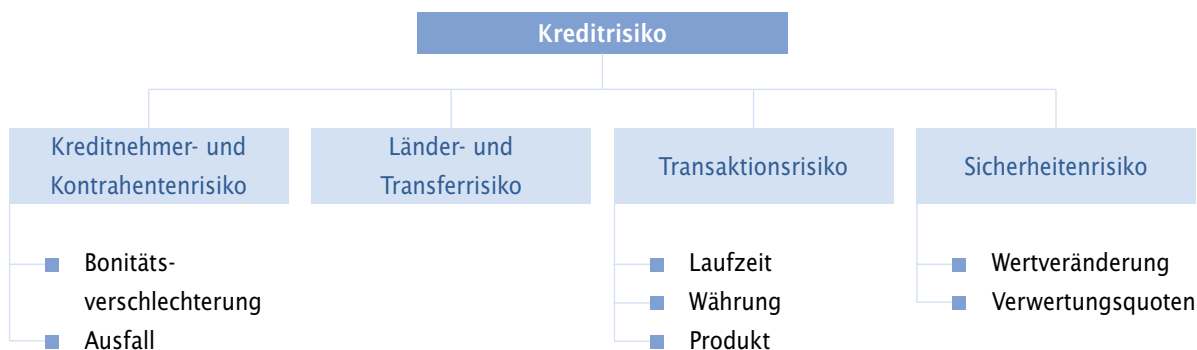 Kreditrisiko
Kreditnehmer- und
Kontrahentenrisiko
Länder- und
Transferrisiko
Transaktionsrisiko
Sicherheitenrisiko
Bonitäts-
verschlechterung
Ausfall
Laufzeit
Währung
Produkt
Wertveränderung
Verwertungsquoten